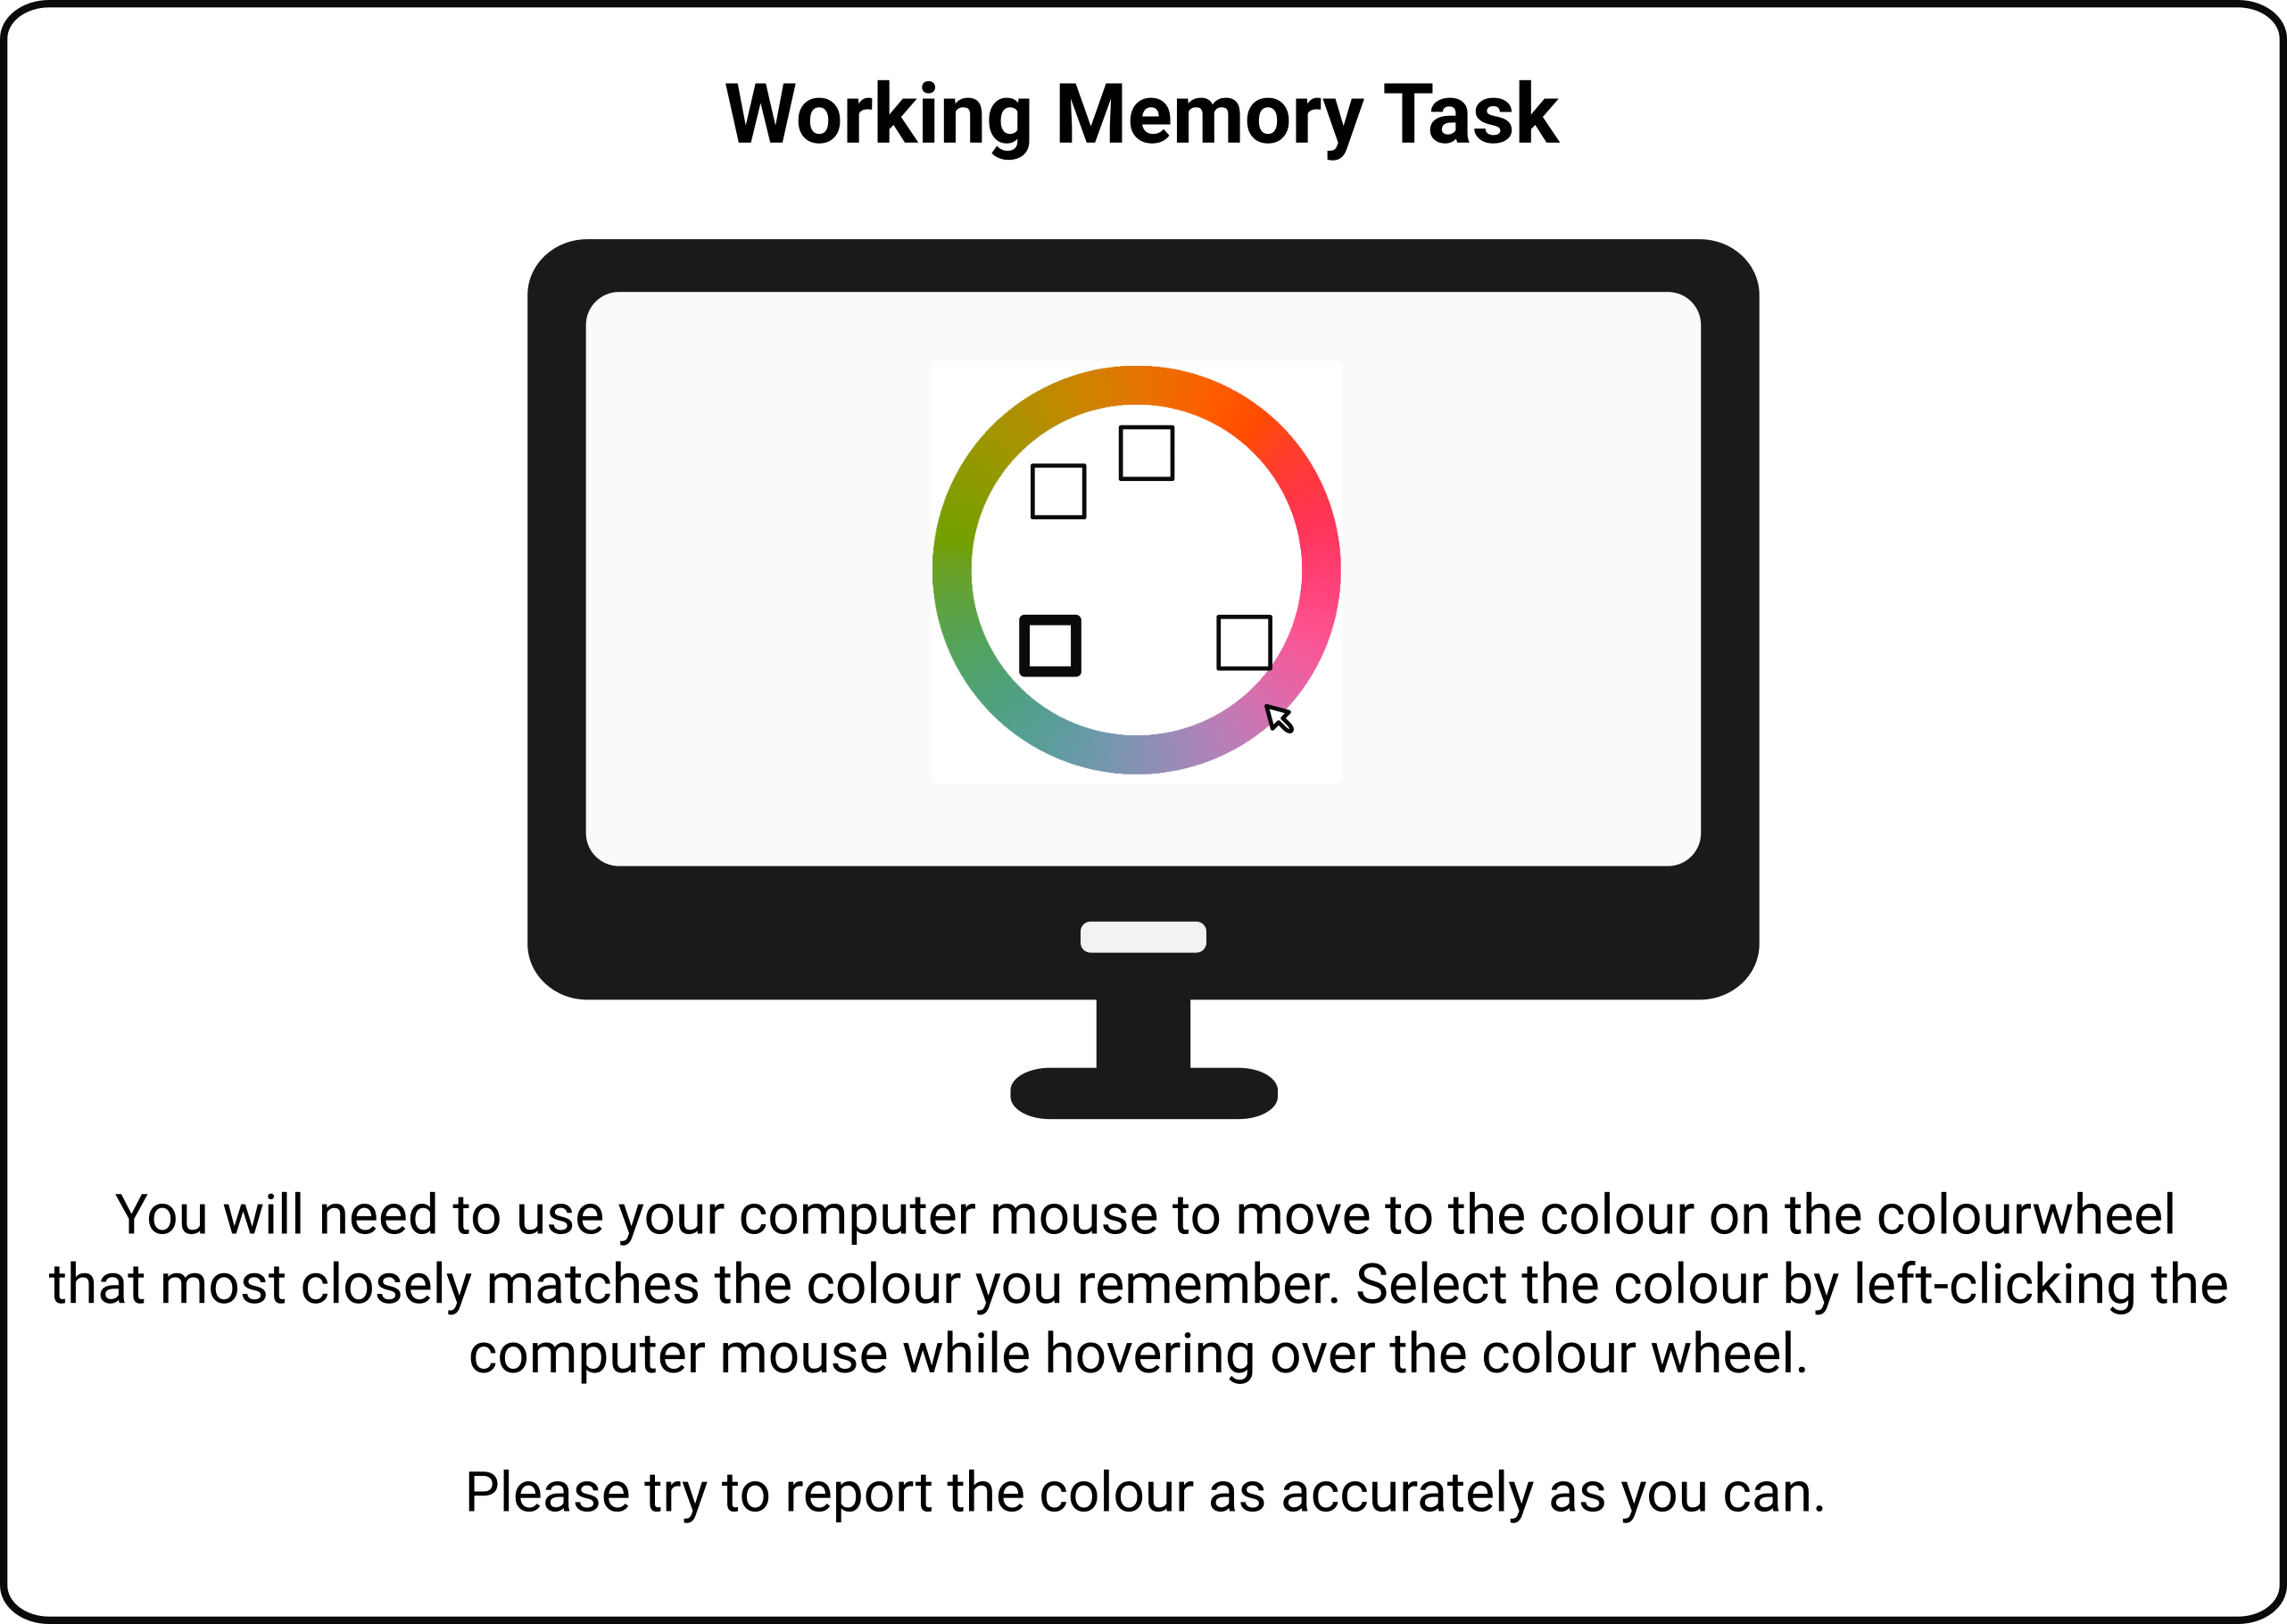 Working Memory Task
You will need to use your computer mouse to move to the colour on the colourwheel
that most closely matches the colour you remember. Select the colour by left-clicking the
computer mouse while hovering over the colour wheel.
Please try to report the colour as accurately as you can.